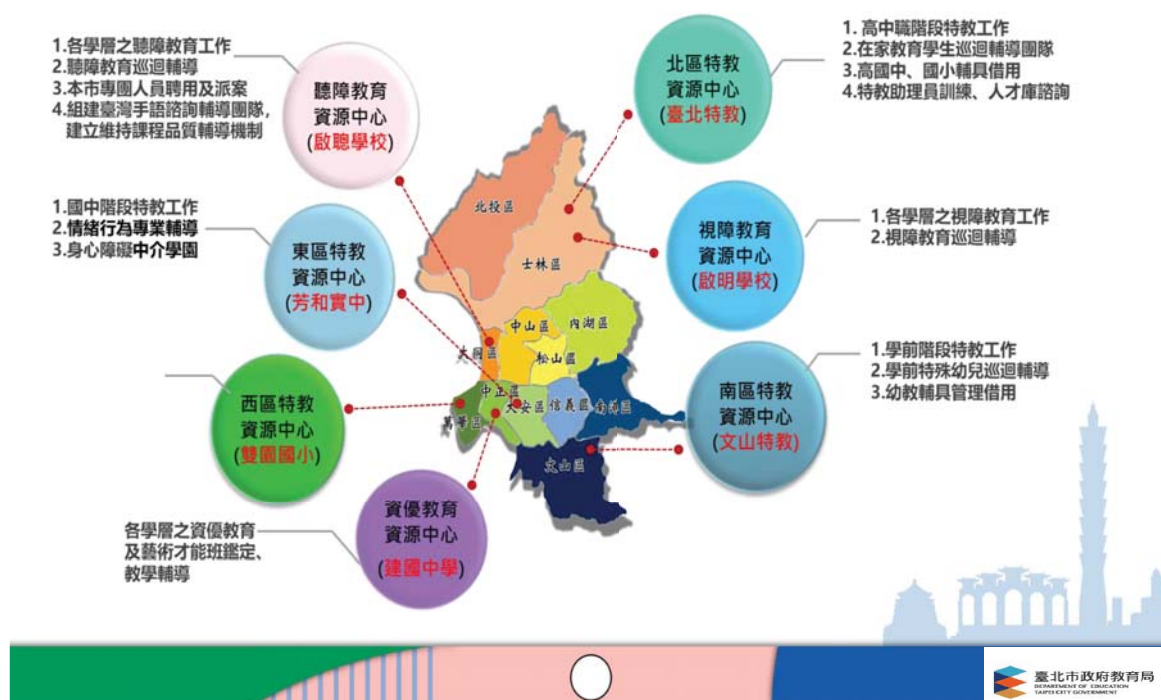 1.各學層之聽障教育工作
2.聽障教育巡迴輔導
3.本市專團人員聘用及派案
4.組建臺灣手語諮詢輔導團隊，
建立維持課程品質輔導機制
聽障教育
資源中心
(啟聰學校)
北區特教
資源中心
(臺北特教)
1. 高中職階段特教工作
2.在家教育學生巡迴輔導團隊
3.高國中、國小輔具借用
4.特教助理員訓練、人才庫諮詢
1.國中階段特教工作
2.情緒行為專業輔導
3.身心障礙中介學園
東區特教
資源中心
(芳和實中)
視障教育
資源中心
(啟明學校)
1.各學層之視障教育工作
2.視障教育巡迴輔導
西區特教
資源中心
(雙園國小)
南區特教
資源中心
(文山特教)
1.學前階段特教工作
2.學前特殊幼兒巡迴輔導
3.幼教輔具管理借用
資優教育
資源中心
(建國中學)
各學層之資優教育
及藝術才能班鑑定、
教學輔導
北投區
士林區
中山區
內湖區
大同區
松山區
中正區
大安區
信義區
南港區
萬華區
文山區
臺北市政府教育局
DEPARTMENT OF EDUCATION
TAIPEI CITY GOVERNMENT